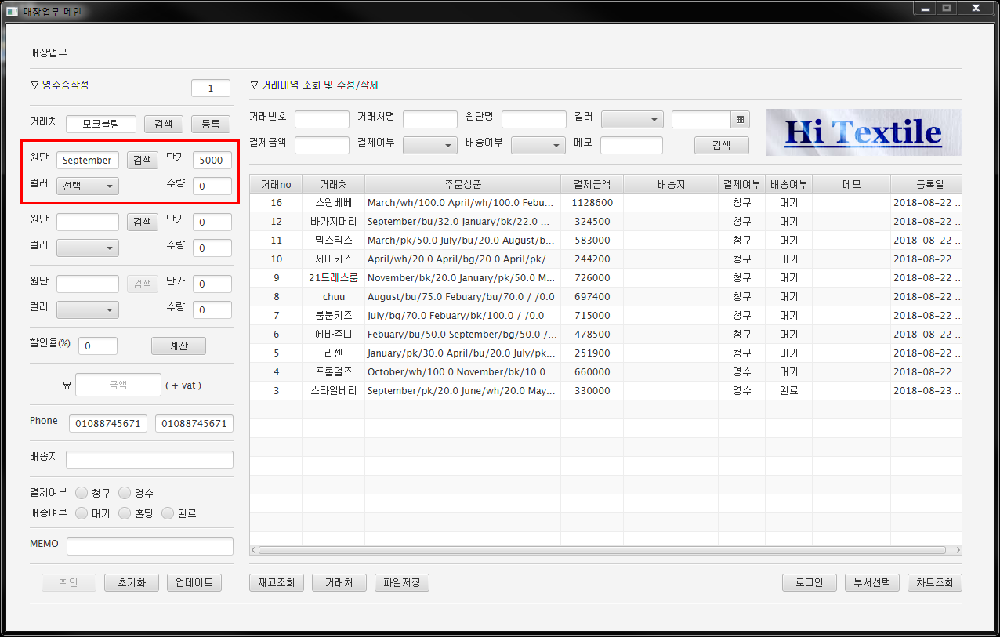 매장업무 메인
매장업무
▽ 영수증작성 1
거래처 모코블링 검색 등록
원단 September 검색 단가 5000
컬러 선택 수량 0
원단 검색 단가 0
컬러 수량 0
원단 검색 단가 0
컬러 수량 0
할인율(%) 0 계산
₩ 금액 ( + vat )
Phone 01088745671 01088745671
배송지
결제여부 청구 영수
배송여부 대기 홀딩 완료
MEMO
확인 초기화 업데이트
▽ 거래내역 조회 및 수정/삭제
거래번호 거래처명 원단명 컬러
결제금액 결제여부 배송여부 메모 검색
Hi Textile
거래no 거래처 주문상품 결제금액 배송지 결제여부 배송여부 메모 등록일
16 스윙베베 March/wh/100.0 April/wh/100.0 Febu... 1128600 청구 대기 2018-08-22 ...
12 바가지머리 September/bu/32.0 January/bk/22.0 ... 324500 청구 대기 2018-08-22 ...
11 믹스믹스 March/pk/50.0 July/bu/20.0 August/b... 583000 청구 대기 2018-08-22 ...
10 제이키즈 April/wh/20.0 April/bg/20.0 April/pk/... 244200 청구 대기 2018-08-22 ...
9 21드레스룸 November/bk/20.0 January/pk/50.0 M... 726000 청구 대기 2018-08-22 ...
8 chuu August/bu/75.0 Febuary/bu/70.0 / /0.0 697400 청구 대기 2018-08-22 ...
7 붐붐키즈 July/bg/70.0 Febuary/bk/100.0 / /0.0 715000 청구 대기 2018-08-22 ...
6 에바주니 Febuary/bu/50.0 September/bg/50.0 /... 478500 청구 대기 2018-08-22 ...
5 리센 January/pk/30.0 April/bu/20.0 July/pk... 251900 청구 대기 2018-08-22 ...
4 프롬걸즈 October/wh/100.0 November/bk/10.0... 660000 영수 대기 2018-08-22 ...
3 스타일베리 September/pk/20.0 June/wh/20.0 May... 330000 영수 완료 2018-08-23 ...
재고조회 거래처 파일저장 로그인 부서선택 차트조회